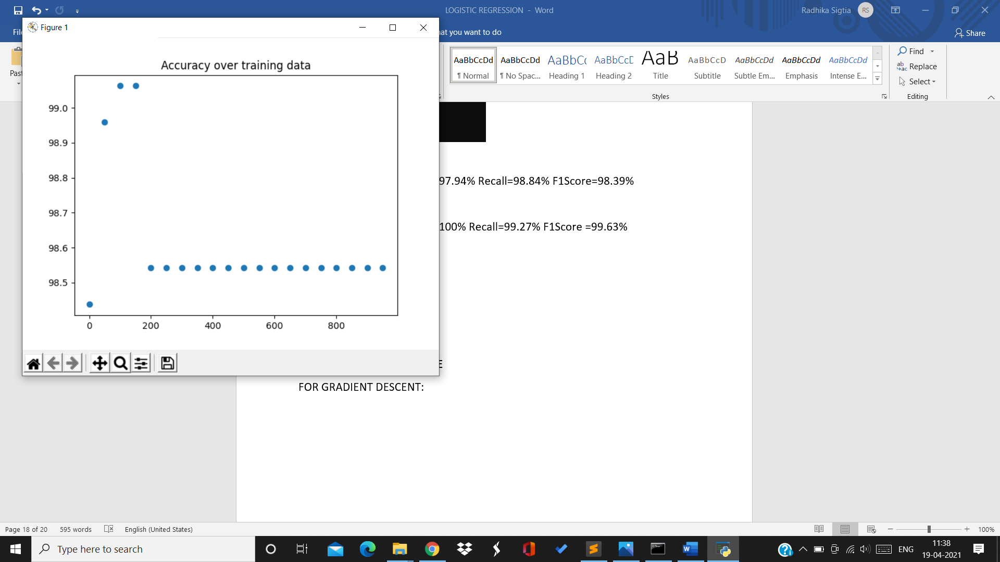 LOGISTIC REGRESSION - Word
Radhika Sigtia
RS
Figure 1
hat you want to do
Share
Accuracy over training data
99.0
98.9
98.8
98.7
98.6
98.5
0 200 400 600 800
AaBbCcDd AaBbCcDd AaBbCc AaBbCcC AaB AaBbCcD AaBbCcDd AaBbCcDd AaBbCcDd
¶ Normal ¶ No Spac... Heading 1 Heading 2 Title Subtitle Subtle Em... Emphasis Intense E...
Styles
Find
Replace
Select
Editing
97.94% Recall=98.84% F1Score=98.39%
100% Recall=99.27% F1Score =99.63%
E
FOR GRADIENT DESCENT:
Page 18 of 20 595 words English (United States) 100%
Type here to search
ENG
11:38
19-04-2021